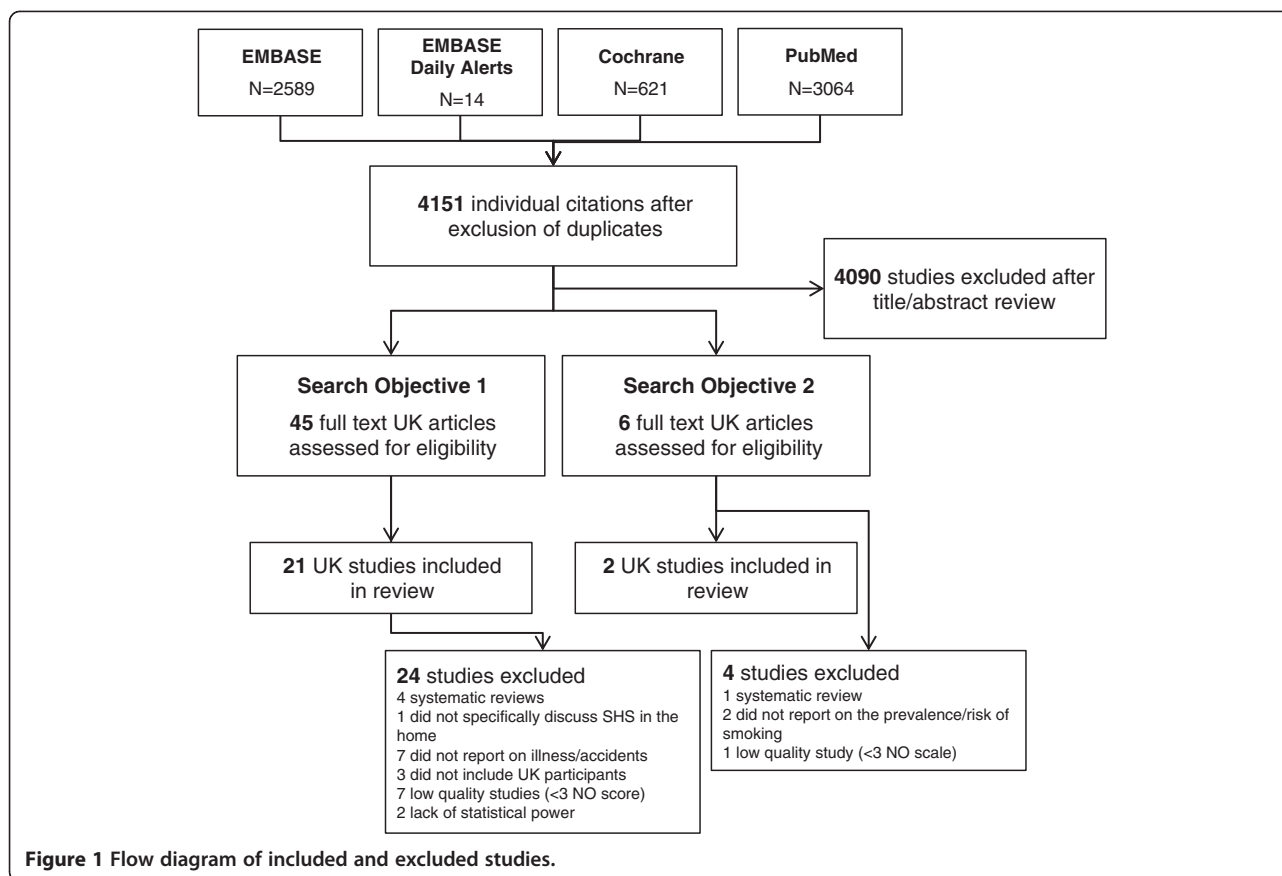 EMBASE
N=2589
EMBASE
Daily Alerts
N=14
Cochrane
N=621
PubMed
N=3064
4151 individual citations after
exclusion of duplicates
4090 studies excluded after
title/abstract review
Search Objective 1
45 full text UK articles
assessed for eligibility
Search Objective 2
6 full text UK articles
assessed for eligibility
21 UK studies included
in review
2 UK studies included in
review
24 studies excluded
4 systematic reviews
1 did not specifically discuss SHS in the
home
7 did not report on illness/accidents
3 did not include UK participants
7 low quality studies (<3 NO score)
2 lack of statistical power
4 studies excluded
1 systematic review
2 did not report on the prevalence/risk of
smoking
1 low quality study (<3 NO scale)
Figure 1 Flow diagram of included and excluded studies.